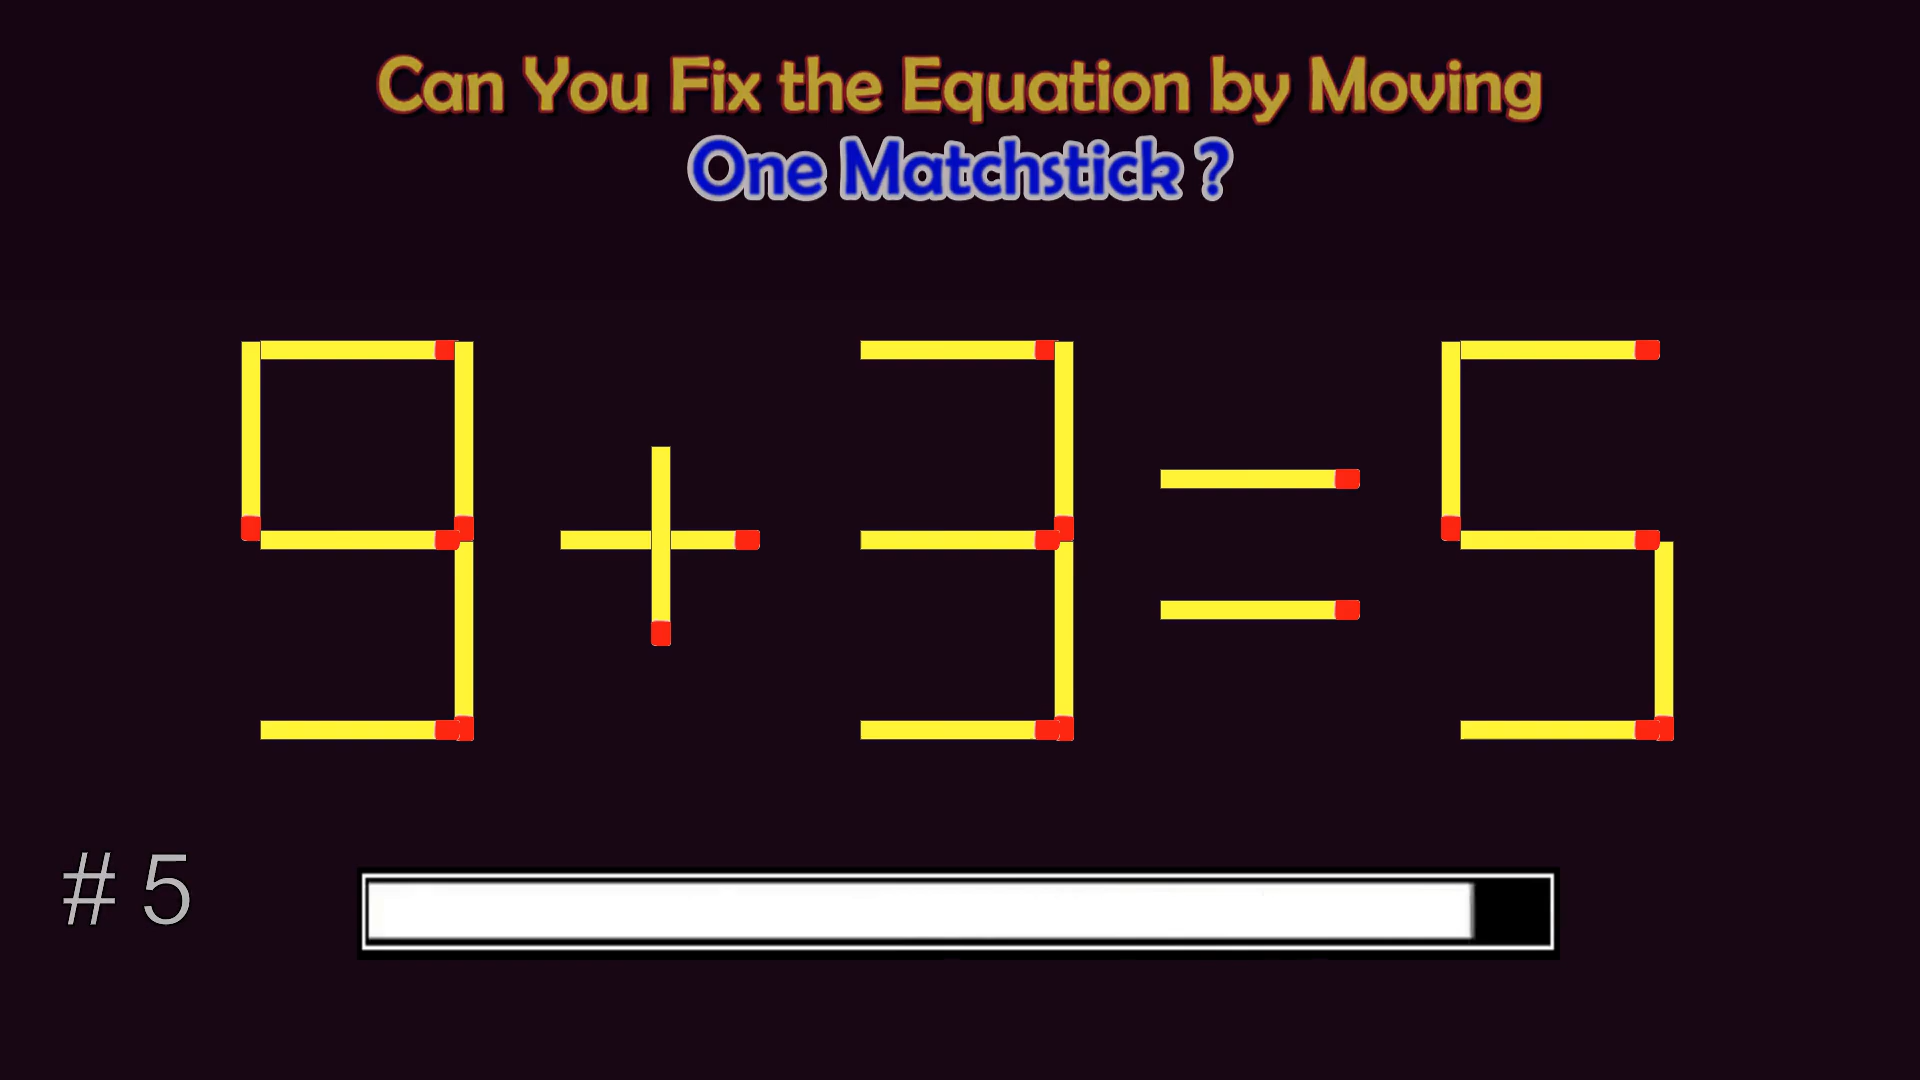 Can You Fix the Equation by Moving
One Matchstick ?
9 + 3 = 5
# 5